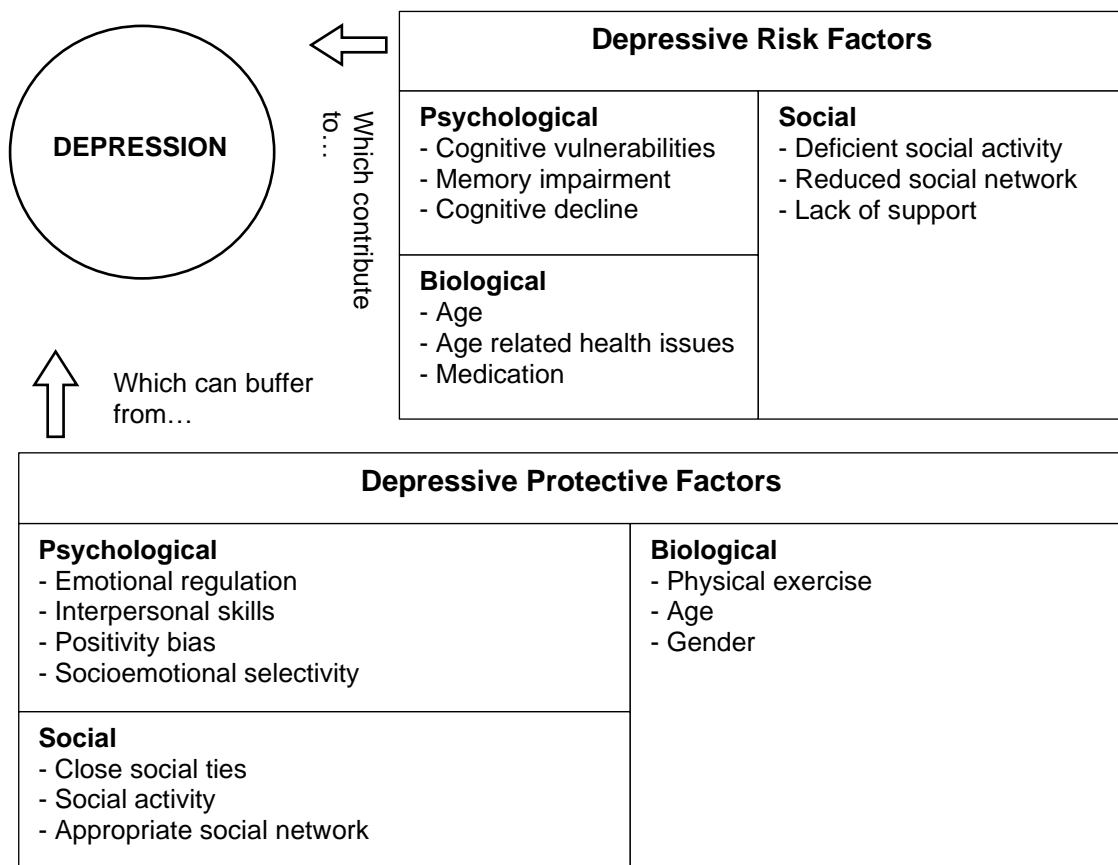 DEPRESSION
Which contribute
to….
Depressive Risk Factors
Psychological
- Cognitive vulnerabilities
- Memory impairment
- Cognitive decline
Social
- Deficient social activity
- Reduced social network
- Lack of support
Biological
- Age
- Age related health issues
- Medication
Which can buffer
from…
Depressive Protective Factors
Psychological
- Emotional regulation
- Interpersonal skills
- Positivity bias
- Socioemotional selectivity
Biological
- Physical exercise
- Age
- Gender
Social
- Close social ties
- Social activity
- Appropriate social network